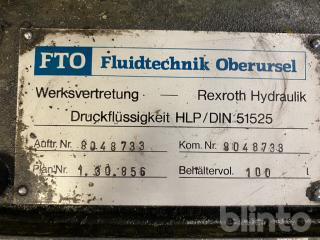 FTO Fluidtechnik Oberursel
Werksvertretung — Rexroth Hydraulik
Druckflüssigkeit HLP/DIN 51525
Auftr. Nr. 8048733 Kom. Nr. 8048733
Plan Nr. 1.30.856 Behältervol. 100 l
blinto